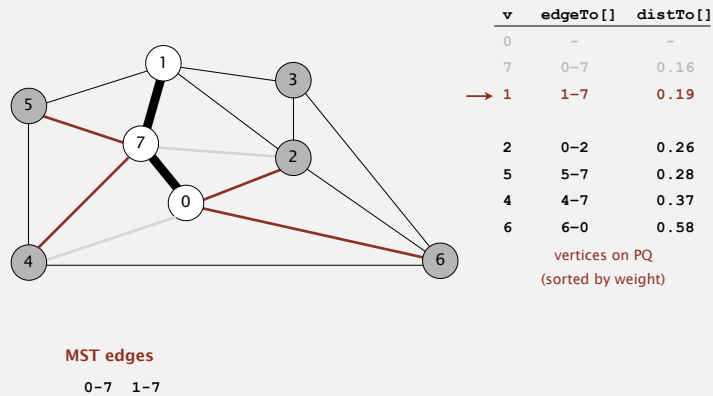 v edgeTo[] distTo[]
0 – –
7 0–7 0.16
1 1–7 0.19
2 0–2 0.26
5 5–7 0.28
4 4–7 0.37
6 6–0 0.58
vertices on PQ
(sorted by weight)
1
3
5
7
2
0
4
6
MST edges
0–7 1–7